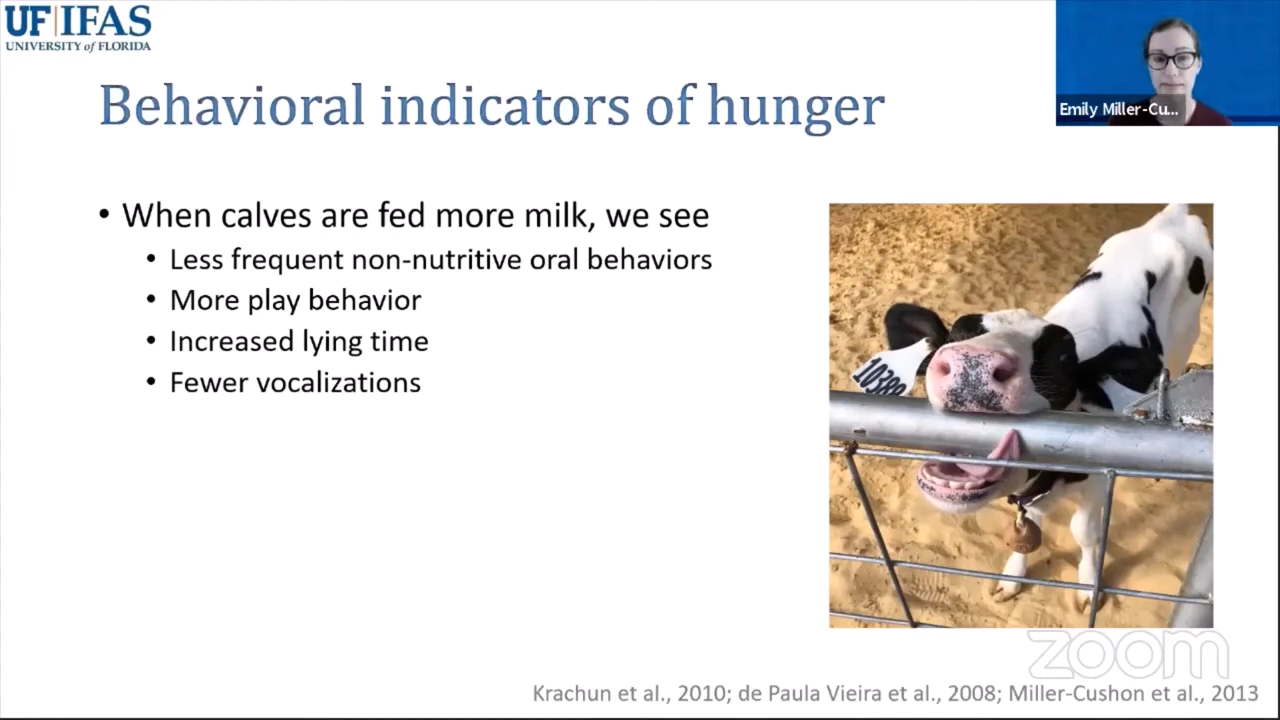 UF|IFAS
UNIVERSITY of FLORIDA
Emily Miller-Cu...
Behavioral indicators of hunger
• When calves are fed more milk, we see
• Less frequent non-nutritive oral behaviors
• More play behavior
• Increased lying time
• Fewer vocalizations
10389
zoom
Krachun et al., 2010; de Paula Vieira et al., 2008; Miller-Cushon et al., 2013